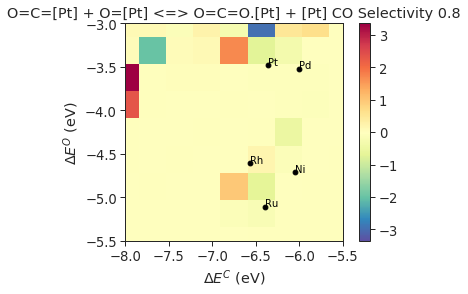 O=C=[Pt] + O=[Pt] <=> O=C=O.[Pt] + [Pt] CO Selectivity 0.8
−3.0
−3.5
−4.0
−4.5
−5.0
−5.5
ΔE^O (eV)
Pt
Pd
Rh
Ni
Ru
−8.0 −7.5 −7.0 −6.5 −6.0 −5.5
ΔE^C (eV)
3
2
1
0
−1
−2
−3